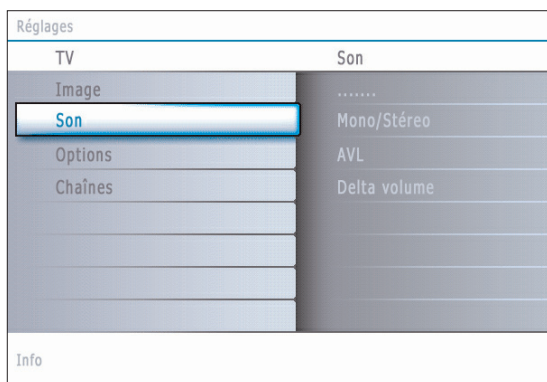 Réglages
TV Son
Image .......
Son Mono/Stéréo
Options AVL
Chaînes Delta volume
Info